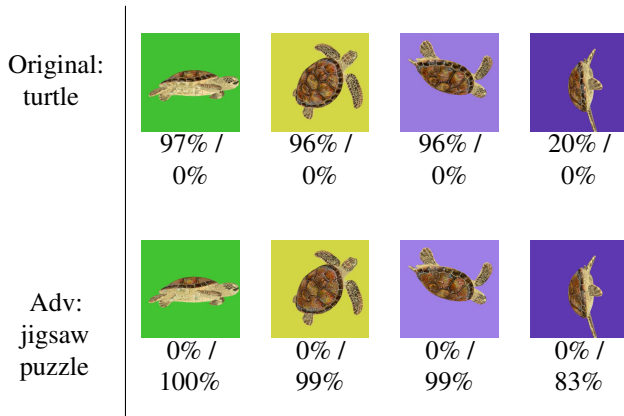 Original:
turtle
97% / 96% / 96% / 20% /
0% 0% 0% 0%
Adv:
jigsaw
puzzle
0% / 0% / 0% / 0% /
100% 99% 99% 83%